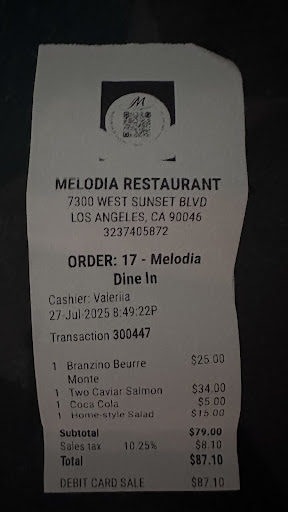 M
MELODIA RESTAURANT
7300 WEST SUNSET BLVD
LOS ANGELES, CA 90046
3237405872
ORDER: 17 - Melodia
Dine In
Cashier: Valeriia
27-Jul-2025 8:49:22P
Transaction 300447
1 Branzino Beurre $25.00
Monte
1 Two Caviar Salmon $34.00
1 Coca Cola $5.00
1 Home-style Salad $15.00
Subtotal $79.00
Sales tax 10.25% $8.10
Total $87.10
DEBIT CARD SALE $87.10